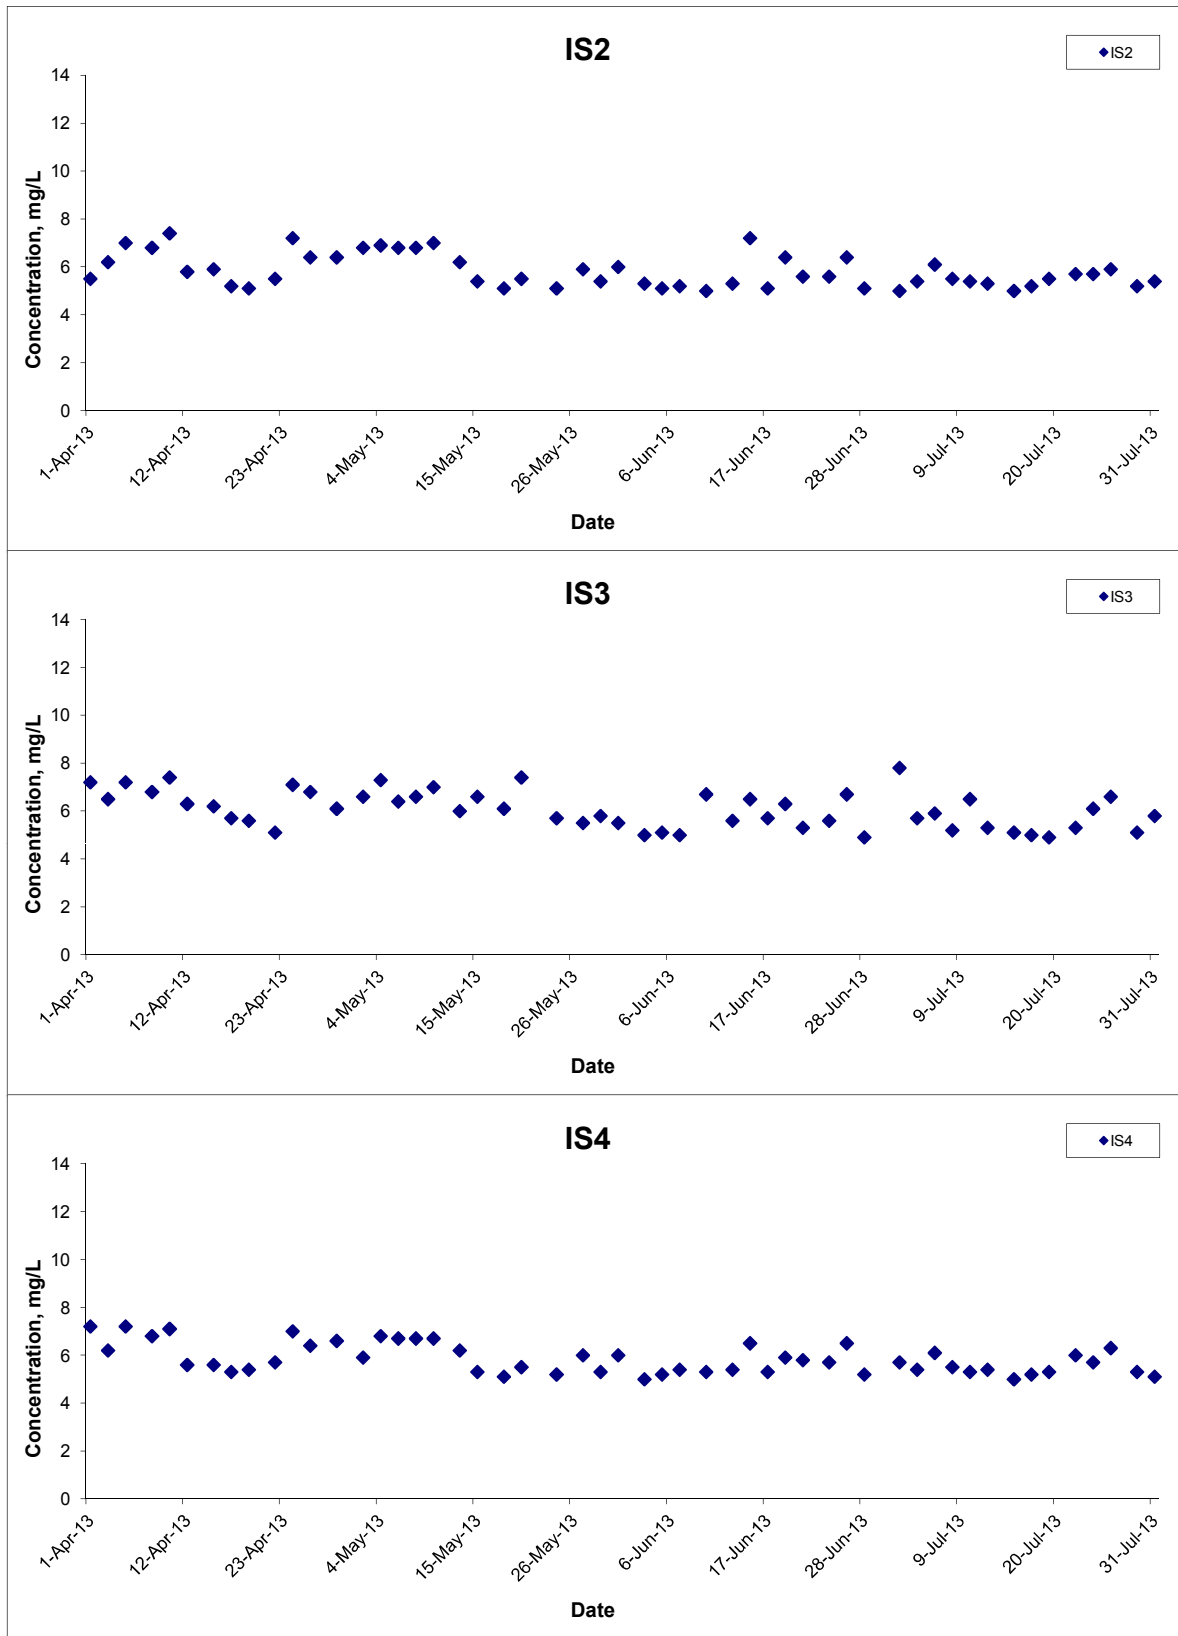 IS2
IS2
14
12
10
8
6
4
2
0
Concentration, mg/L
1-Apr-13
12-Apr-13
23-Apr-13
4-May-13
15-May-13
26-May-13
6-Jun-13
17-Jun-13
28-Jun-13
9-Jul-13
20-Jul-13
31-Jul-13
Date
IS3
IS3
14
12
10
8
6
4
2
0
Concentration, mg/L
1-Apr-13
12-Apr-13
23-Apr-13
4-May-13
15-May-13
26-May-13
6-Jun-13
17-Jun-13
28-Jun-13
9-Jul-13
20-Jul-13
31-Jul-13
Date
IS4
IS4
14
12
10
8
6
4
2
0
Concentration, mg/L
1-Apr-13
12-Apr-13
23-Apr-13
4-May-13
15-May-13
26-May-13
6-Jun-13
17-Jun-13
28-Jun-13
9-Jul-13
20-Jul-13
31-Jul-13
Date